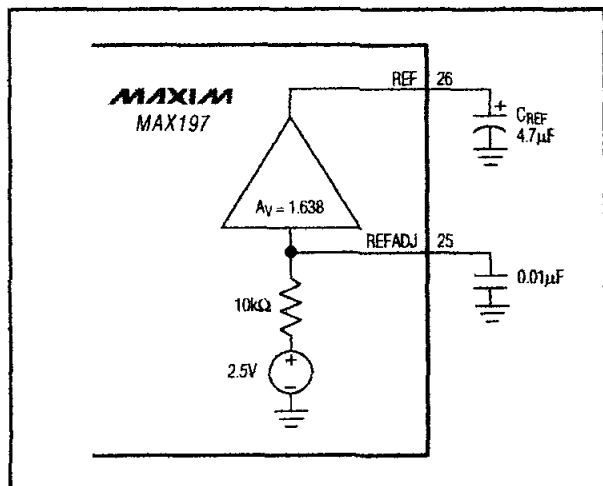 REF 26
MAXIM
MAX197
+
CREF
4.7µF
AV = 1.638
REFADJ 25
0.01µF
10kΩ
2.5V
+
−